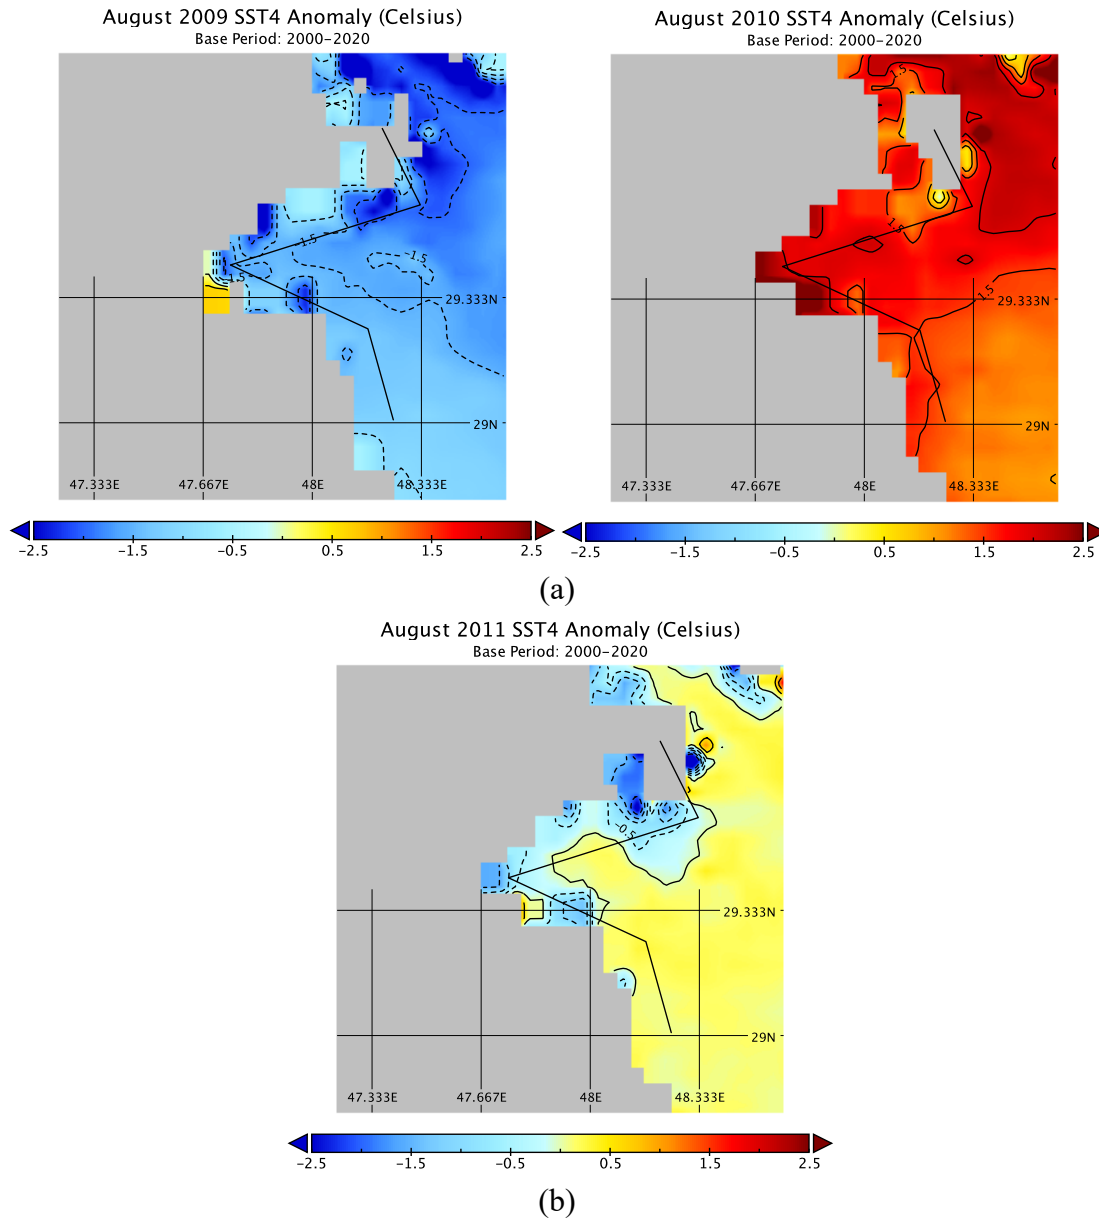 August 2009 SST4 Anomaly (Celsius)
Base Period: 2000-2020
-1.5
1.5
-1.5
1.5
29.333N
29N
47.333E 47.667E 48E 48.333E
-2.5 -1.5 -0.5 0.5 1.5 2.5
August 2010 SST4 Anomaly (Celsius)
Base Period: 2000-2020
1.5
1.5
1.5
29.333N
29N
47.333E 47.667E 48E 48.333E
-2.5 -1.5 -0.5 0.5 1.5 2.5
(a)
August 2011 SST4 Anomaly (Celsius)
Base Period: 2000-2020
-0.5
29.333N
29N
47.333E 47.667E 48E 48.333E
-2.5 -1.5 -0.5 0.5 1.5 2.5
(b)